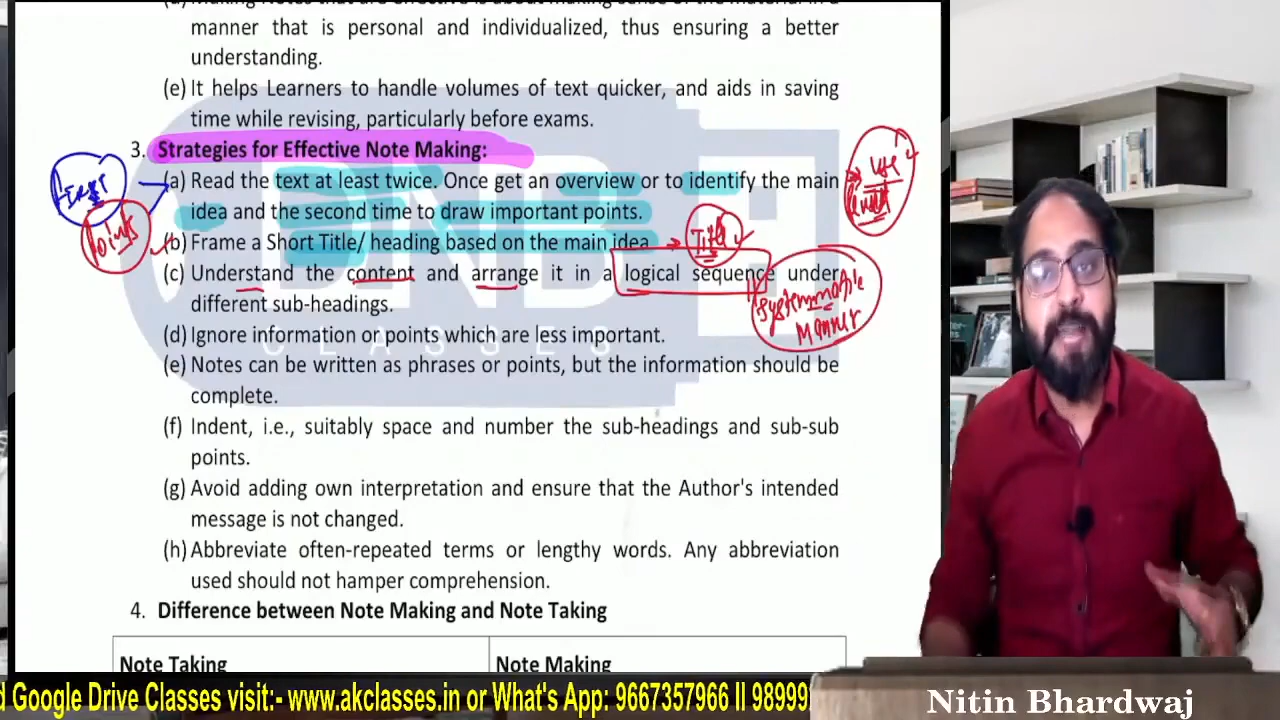 manner that is personal and individualized, thus ensuring a better
understanding.
(e) It helps Learners to handle volumes of text quicker, and aids in saving
time while revising, particularly before exams.
3. Strategies for Effective Note Making:
(a) Read the text at least twice. Once get an overview or to identify the main
idea and the second time to draw important points.
(b) Frame a Short Title/ heading based on the main idea
Title
(c) Understand the content and arrange it in a logical sequence under
different sub-headings.
Points
Manner
(d) Ignore information or points which are less important.
(e) Notes can be written as phrases or points, but the information should be
complete.
(f) Indent, i.e., suitably space and number the sub-headings and sub-sub
points.
(g) Avoid adding own interpretation and ensure that the Author's intended
message is not changed.
(h) Abbreviate often-repeated terms or lengthy words. Any abbreviation
used should not hamper comprehension.
4. Difference between Note Making and Note Taking
Note Taking Note Making
CLASSES
Google Drive Classes visit:- www.akclasses.in or What's App: 9667357966 II 98999
Nitin Bhardwaj